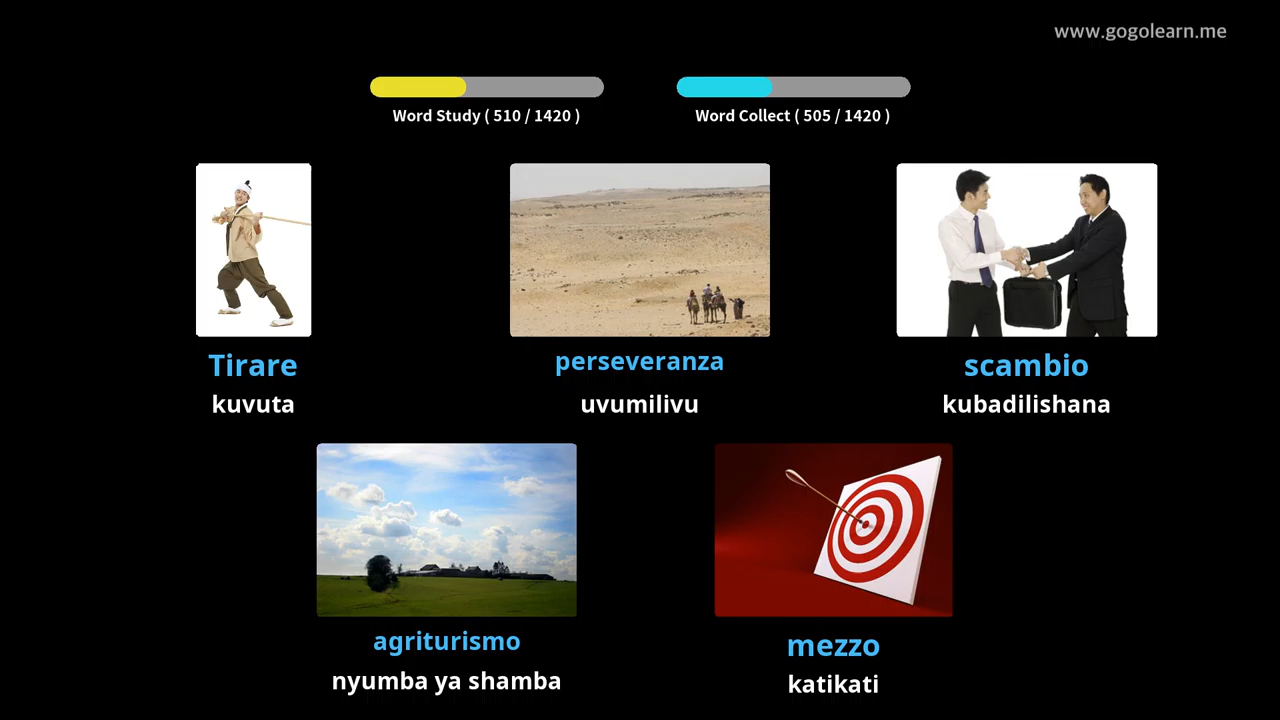 www.gogolearn.me
Word Study ( 510 / 1420 )
Word Collect ( 505 / 1420 )
Tirare
kuvuta
perseveranza
uvumilivu
scambio
kubadilishana
agriturismo
nyumba ya shamba
mezzo
katikati